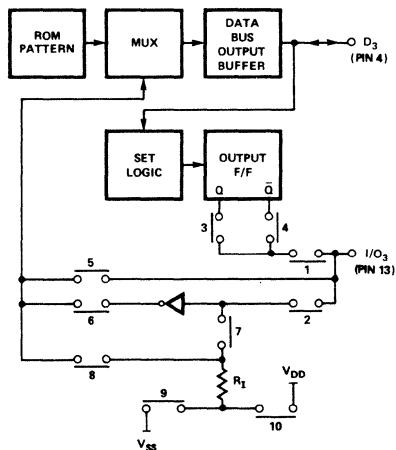 ROM
PATTERN
MUX
DATA
BUS
OUTPUT
BUFFER
D3
(PIN 4)
SET
LOGIC
OUTPUT
F/F
Q
Q̅
3
4
1
I/O3
(PIN 13)
5
6
2
7
8
RI
VDD
9
10
VSS